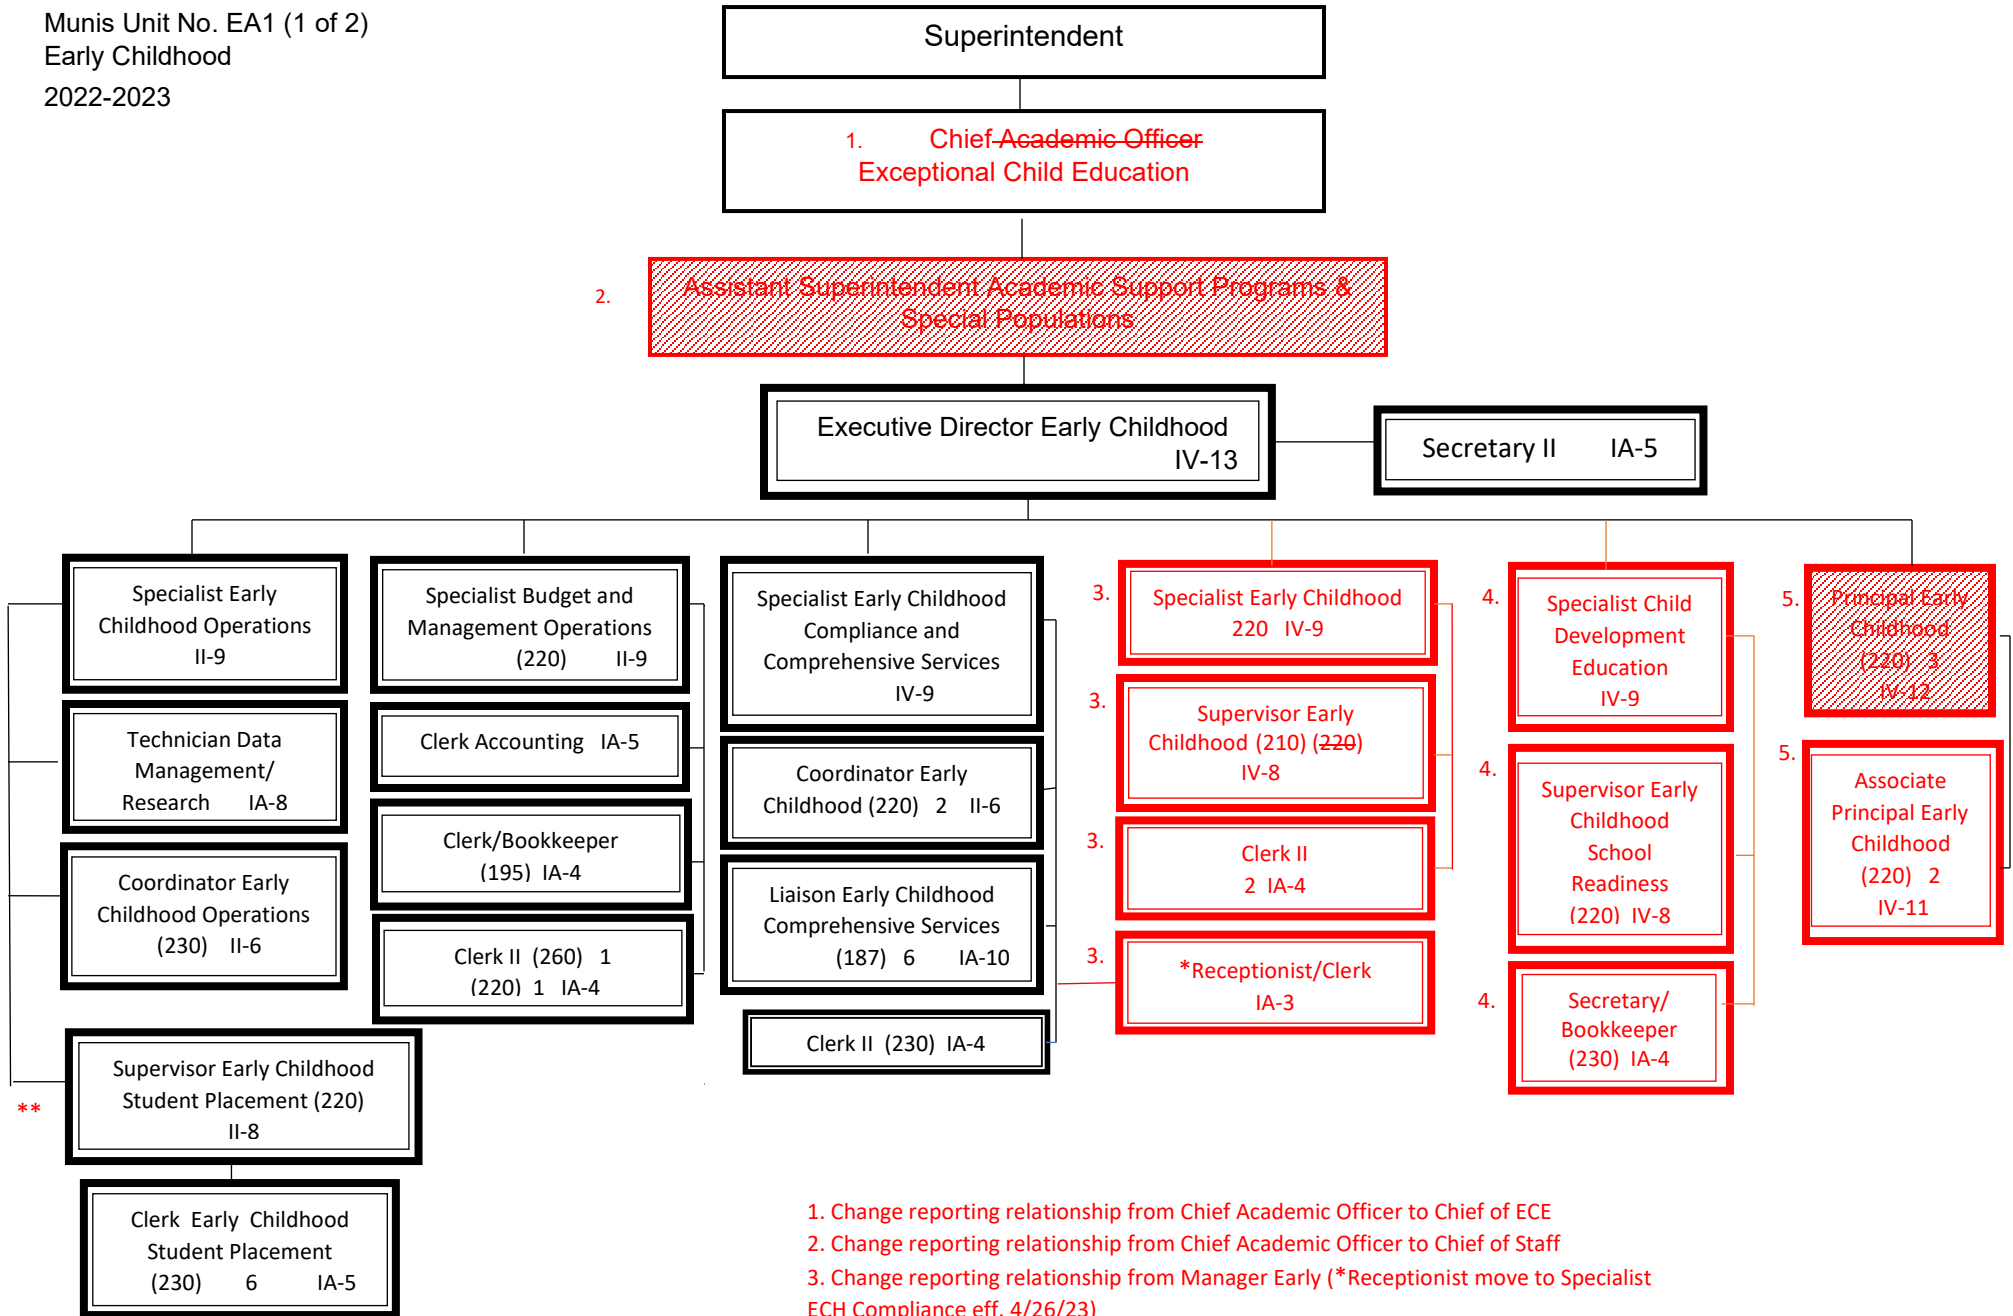 Munis Unit No. EA1 (1 of 2)
Early Childhood
2022-2023
Superintendent
1. Chief Academic Officer
Exceptional Child Education
2. Assistant Superintendent Academic Support Programs &
Special Populations
Executive Director Early Childhood
IV-13
Secretary II IA-5
Specialist Early
Childhood Operations
II-9
Technician Data
Management/
Research IA-8
Coordinator Early
Childhood Operations
(230) II-6
**
Supervisor Early Childhood
Student Placement (220)
II-8
Clerk Early Childhood
Student Placement
(230) 6 IA-5
Specialist Budget and
Management Operations
(220) II-9
Clerk Accounting IA-5
Clerk/Bookkeeper
(195) IA-4
Clerk II (260) 1
(220) 1 IA-4
Specialist Early Childhood
Compliance and
Comprehensive Services
IV-9
Coordinator Early
Childhood (220) 2 II-6
Liaison Early Childhood
Comprehensive Services
(187) 6 IA-10
Clerk II (230) IA-4
3. Specialist Early Childhood
220 IV-9
3. Supervisor Early
Childhood (210) (220)
IV-8
3. Clerk II
2 IA-4
3. *Receptionist/Clerk
IA-3
4. Specialist Child
Development
Education
IV-9
4. Supervisor Early
Childhood
School
Readiness
(220) IV-8
4. Secretary/
Bookkeeper
(230) IA-4
5. Principal Early
Childhood
(220) 3
IV-12
5. Associate
Principal Early
Childhood
(220) 2
IV-11
1. Change reporting relationship from Chief Academic Officer to Chief of ECE
2. Change reporting relationship from Chief Academic Officer to Chief of Staff
3. Change reporting relationship from Manager Early (*Receptionist move to Specialist
ECH Compliance eff. 4/26/23)